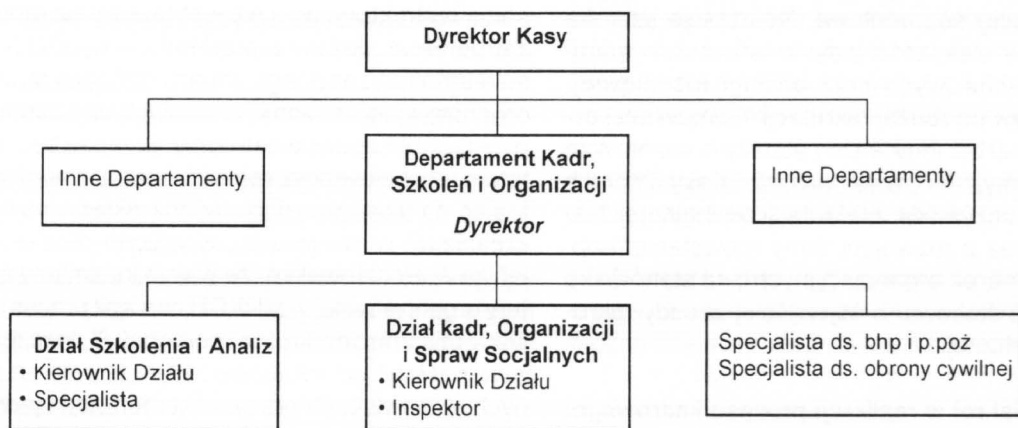 Dyrektor Kasy
Inne Departamenty
Departament Kadr,
Szkoleń i Organizacji
Dyrektor
Inne Departamenty
Dział Szkolenia i Analiz
• Kierownik Działu
• Specjalista
Dział kadr, Organizacji
i Spraw Socjalnych
• Kierownik Działu
• Inspektor
Specjalista ds. bhp i p.poż
Specjalista ds. obrony cywilnej